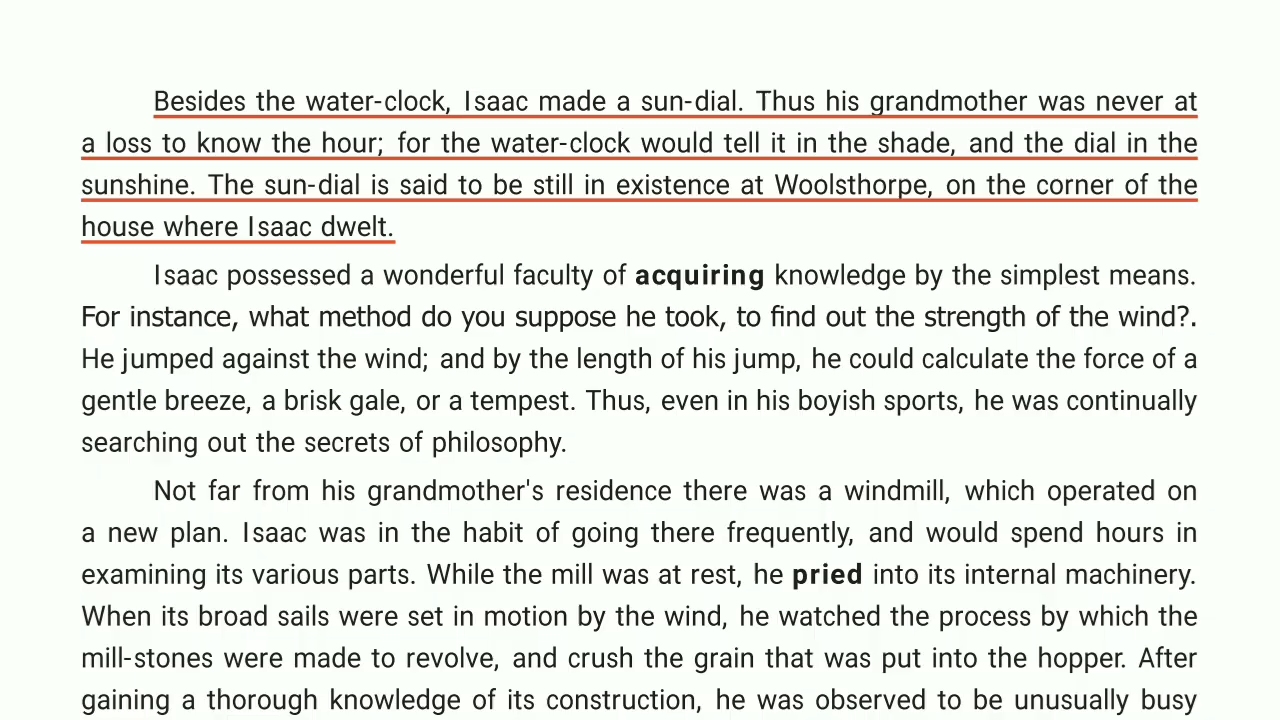 Besides the water-clock, Isaac made a sun-dial. Thus his grandmother was never at
a loss to know the hour; for the water-clock would tell it in the shade, and the dial in the
sunshine. The sun-dial is said to be still in existence at Woolsthorpe, on the corner of the
house where Isaac dwelt.
Isaac possessed a wonderful faculty of acquiring knowledge by the simplest means.
For instance, what method do you suppose he took, to find out the strength of the wind?.
He jumped against the wind; and by the length of his jump, he could calculate the force of a
gentle breeze, a brisk gale, or a tempest. Thus, even in his boyish sports, he was continually
searching out the secrets of philosophy.
Not far from his grandmother's residence there was a windmill, which operated on
a new plan. Isaac was in the habit of going there frequently, and would spend hours in
examining its various parts. While the mill was at rest, he pried into its internal machinery.
When its broad sails were set in motion by the wind, he watched the process by which the
mill-stones were made to revolve, and crush the grain that was put into the hopper. After
gaining a thorough knowledge of its construction, he was observed to be unusually busy